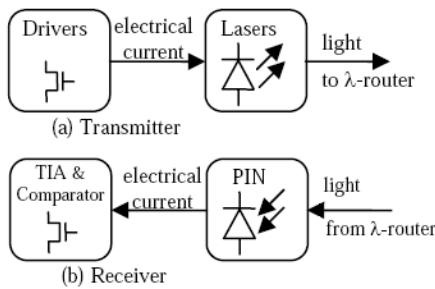 Drivers
electrical
current
Lasers
light
to λ-router
(a) Transmitter
TIA &
Comparator
electrical
current
PIN
light
from λ-router
(b) Receiver